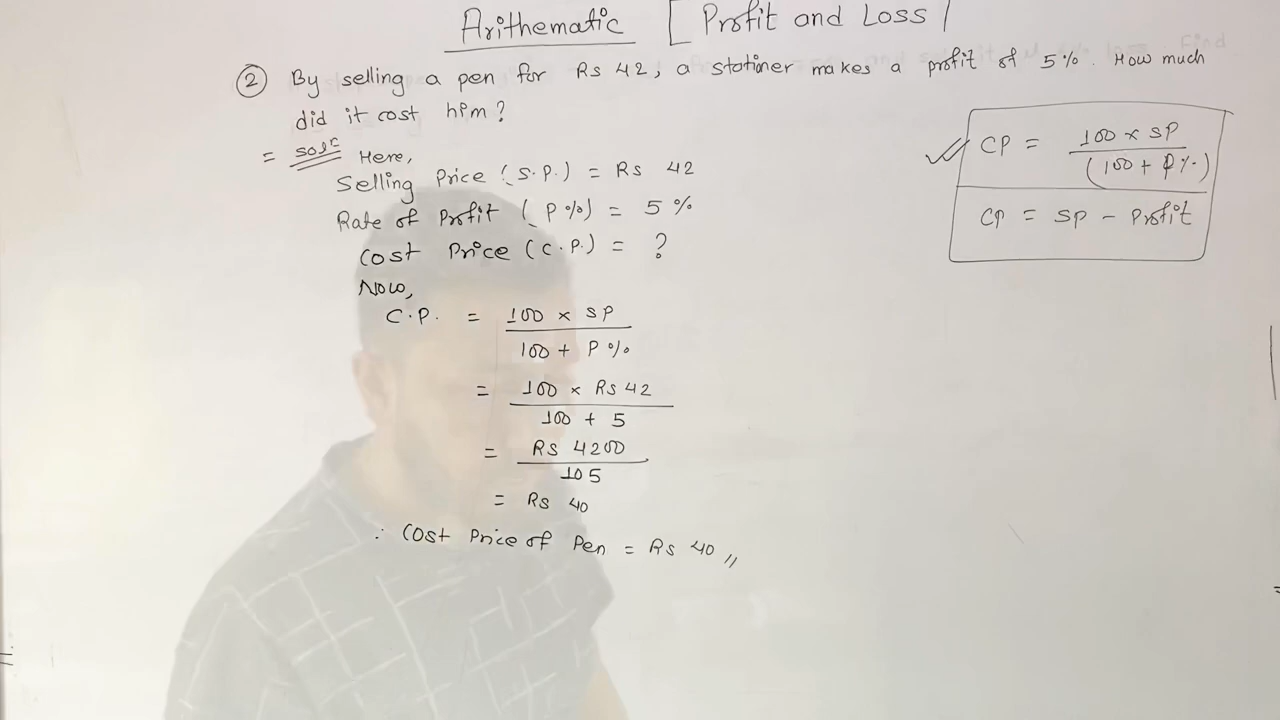 Arithematic [Profit and Loss]
② By selling a pen for Rs 42, a stationer makes a profit of 5%. How much
did it cost him?
= Solⁿ Here,
Selling Price (S.P.) = Rs 42
Rate of Profit (P%) = 5%
Cost Price (C.P.) = ?
Now,
C.P. = 100 × SP
100 + P%
= 100 × Rs 42
100 + 5
= Rs 4200
105
= Rs 40
∴ Cost Price of Pen = Rs 40 //
CP = 100 × SP
(100 + P%)
CP = SP - Profit